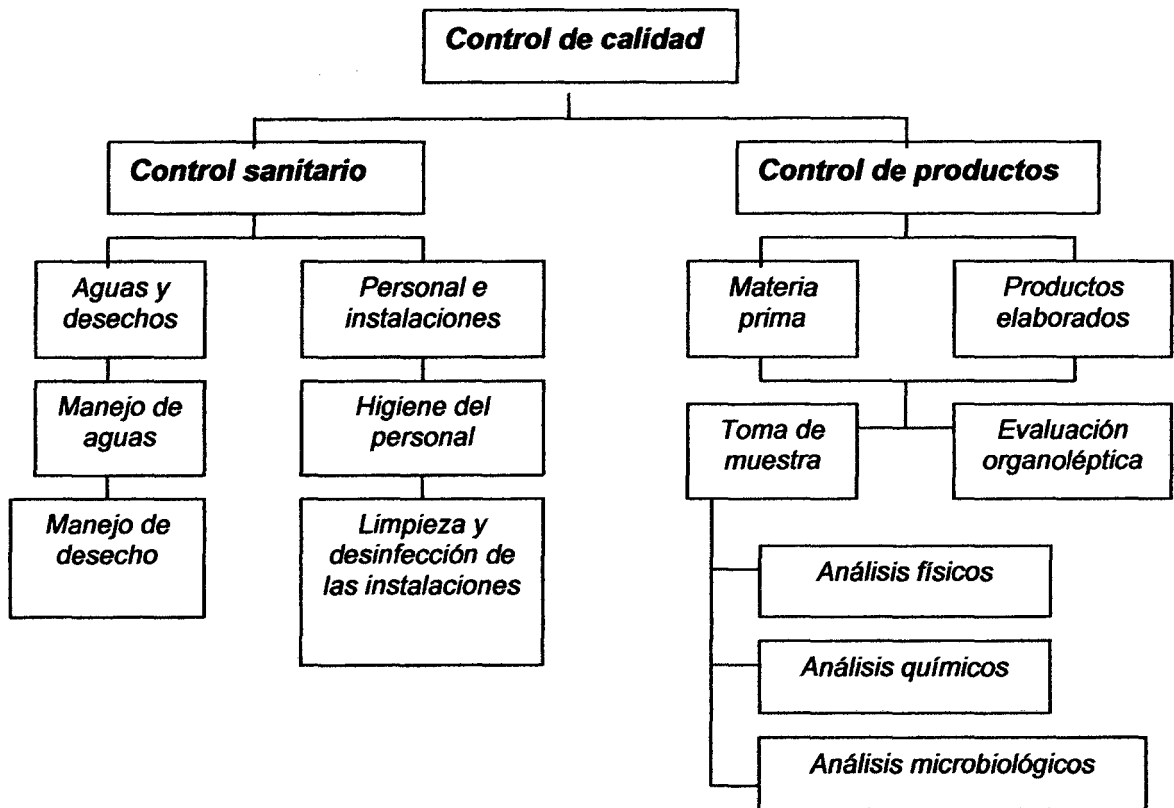 Control de calidad
Control sanitario
Control de productos
Aguas y
desechos
Personal e
instalaciones
Materia
prima
Productos
elaborados
Manejo de
aguas
Higiene del
personal
Toma de
muestra
Evaluación
organoléptica
Manejo de
desecho
Limpieza y
desinfección de
las instalaciones
Análisis físicos
Análisis químicos
Análisis microbiológicos